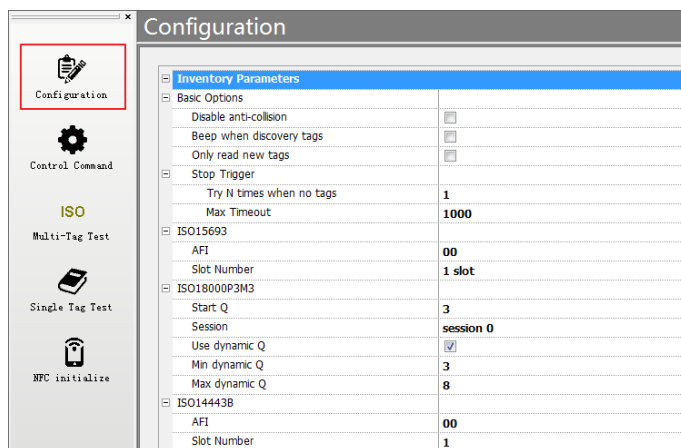 Configuration
Configuration
Control Command
ISO
Multi-Tag Test
Single Tag Test
NFC initialize
Inventory Parameters
Basic Options
Disable anti-collision
Beep when discovery tags
Only read new tags
Stop Trigger
Try N times when no tags 1
Max Timeout 1000
ISO15693
AFI 00
Slot Number 1 slot
ISO18000P3M3
Start Q 3
Session session 0
Use dynamic Q
Min dynamic Q 3
Max dynamic Q 8
ISO14443B
AFI 00
Slot Number 1